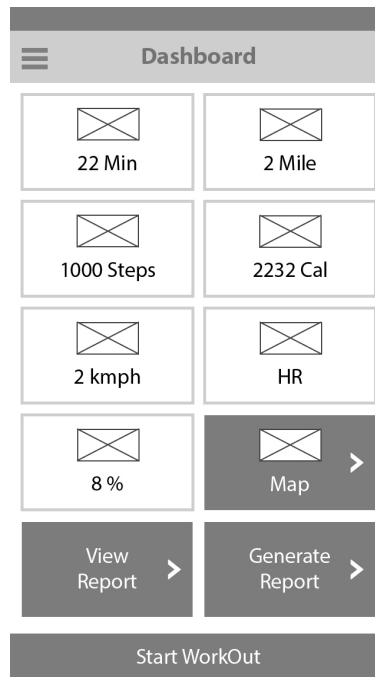 Dashboard
22 Min
2 Mile
1000 Steps
2232 Cal
2 kmph
HR
8 %
Map
View
Report
Generate
Report
Start WorkOut